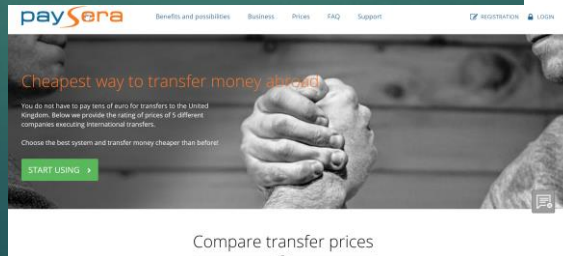 paysera
Benefits and possibilities Business Prices FAQ Support REGISTRATION LOGIN
Cheapest way to transfer money abroad!
You do not have to pay tens of euro for transfers to the United
Kingdom. Below we provide the rating of prices of 5 different
companies executing international transfers.
Choose the best system and transfer money cheaper than before!
START USING
Compare transfer prices